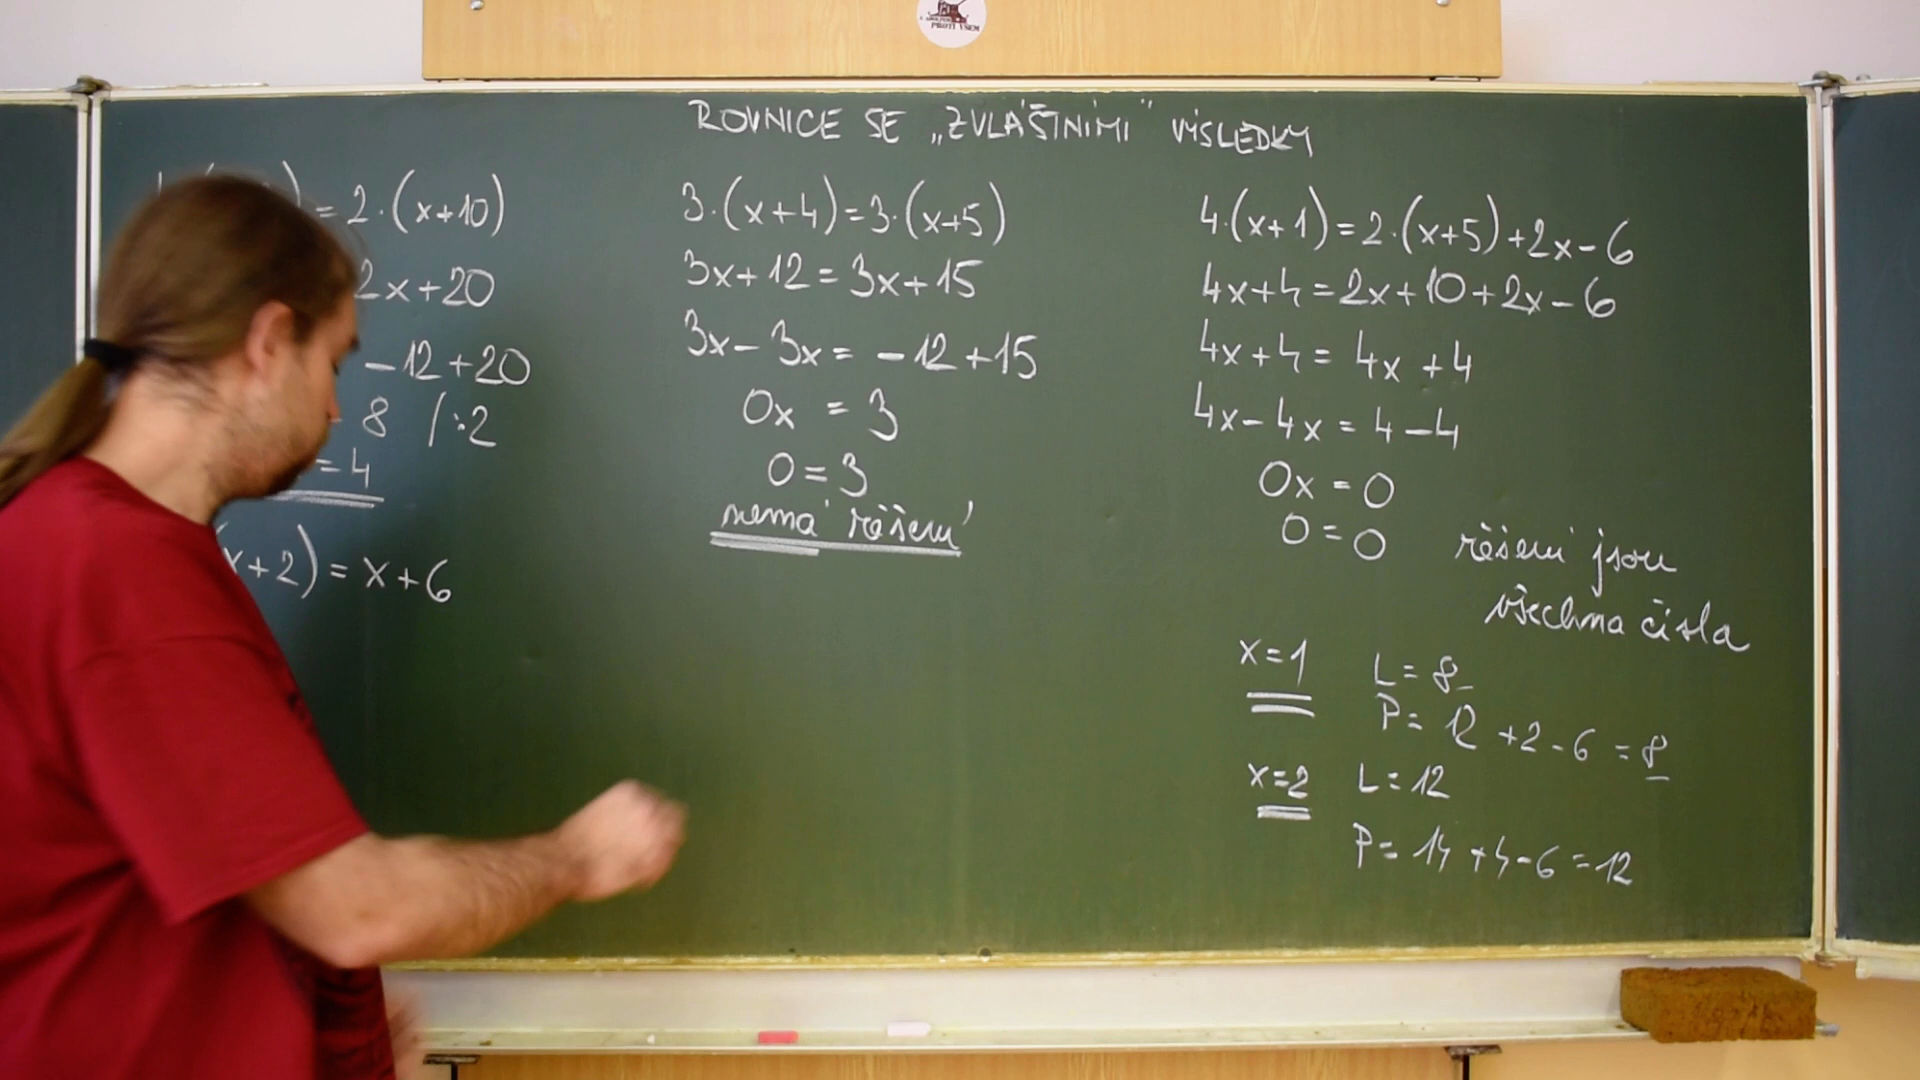 PROTI VŠEM
ROVNICE SE „ZVLÁŠTNÍMI" VÝSLEDKY
= 2·(x+10)
2x+20
-12+20
8 /:2
=4
x+2) = x+6
3·(x+4)=3·(x+5)
3x+12=3x+15
3x-3x=-12+15
0x = 3
0=3
nemá řešení
4·(x+1)=2·(x+5)+2x-6
4x+4=2x+10+2x-6
4x+4=4x+4
4x-4x=4-4
0x=0
0=0
řešení jsou
všechna čísla
x=1 L=8
P=12+2-6=8
x=2 L=12
P=14+4-6=12